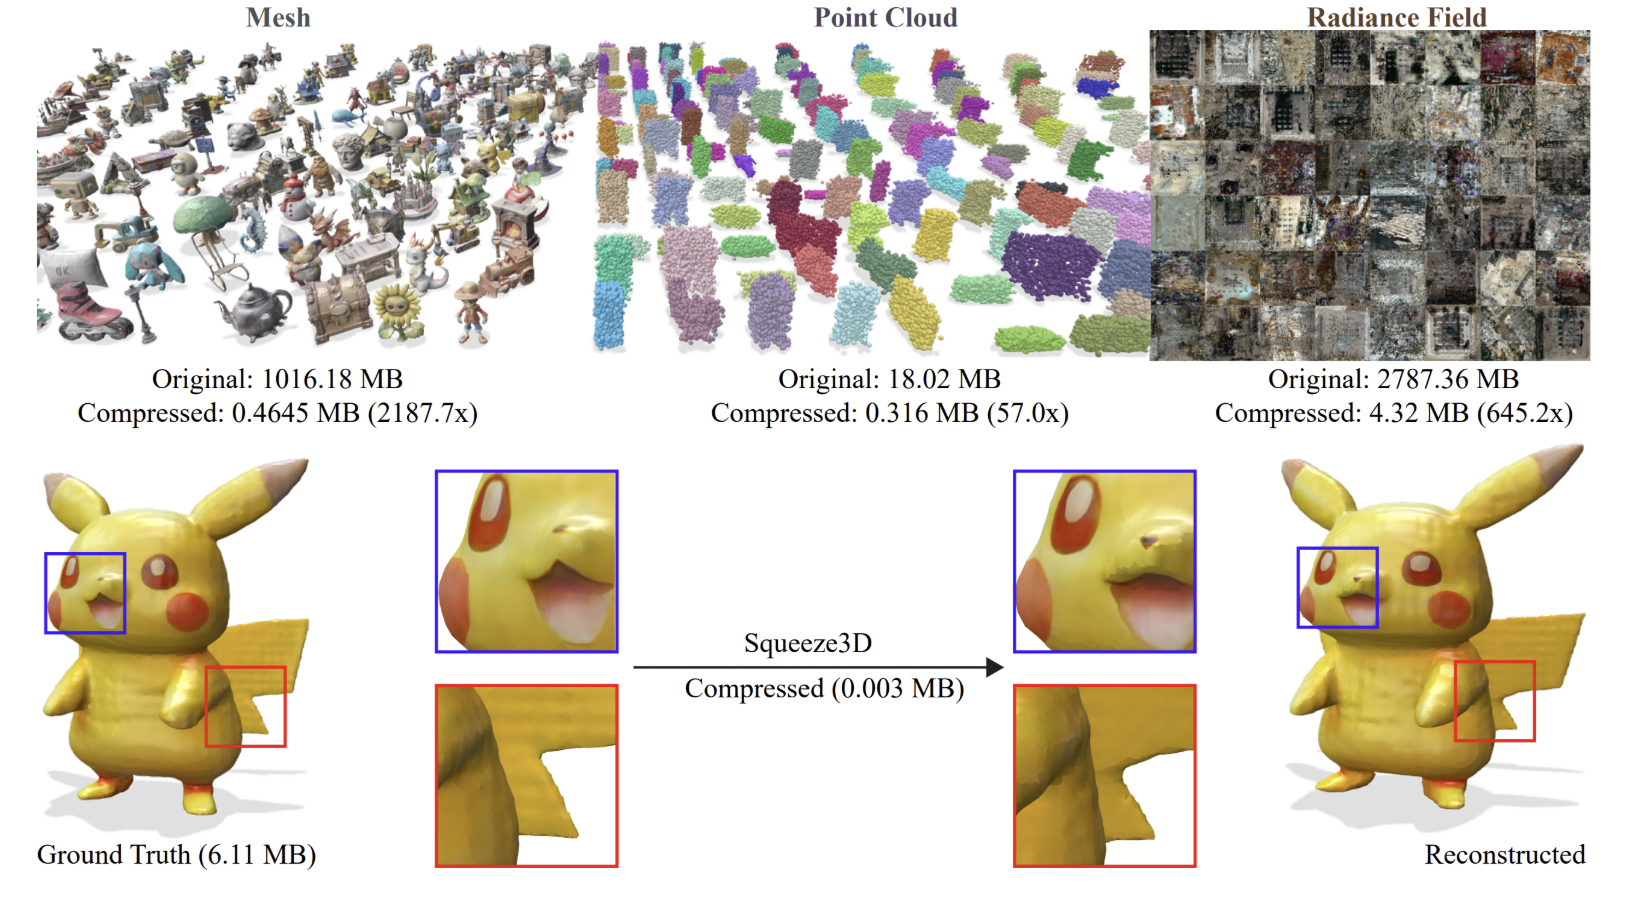 Mesh
Point Cloud
Radiance Field
OK
Original: 1016.18 MB
Compressed: 0.4645 MB (2187.7x)
Original: 18.02 MB
Compressed: 0.316 MB (57.0x)
Original: 2787.36 MB
Compressed: 4.32 MB (645.2x)
Squeeze3D
Compressed (0.003 MB)
Ground Truth (6.11 MB)
Reconstructed